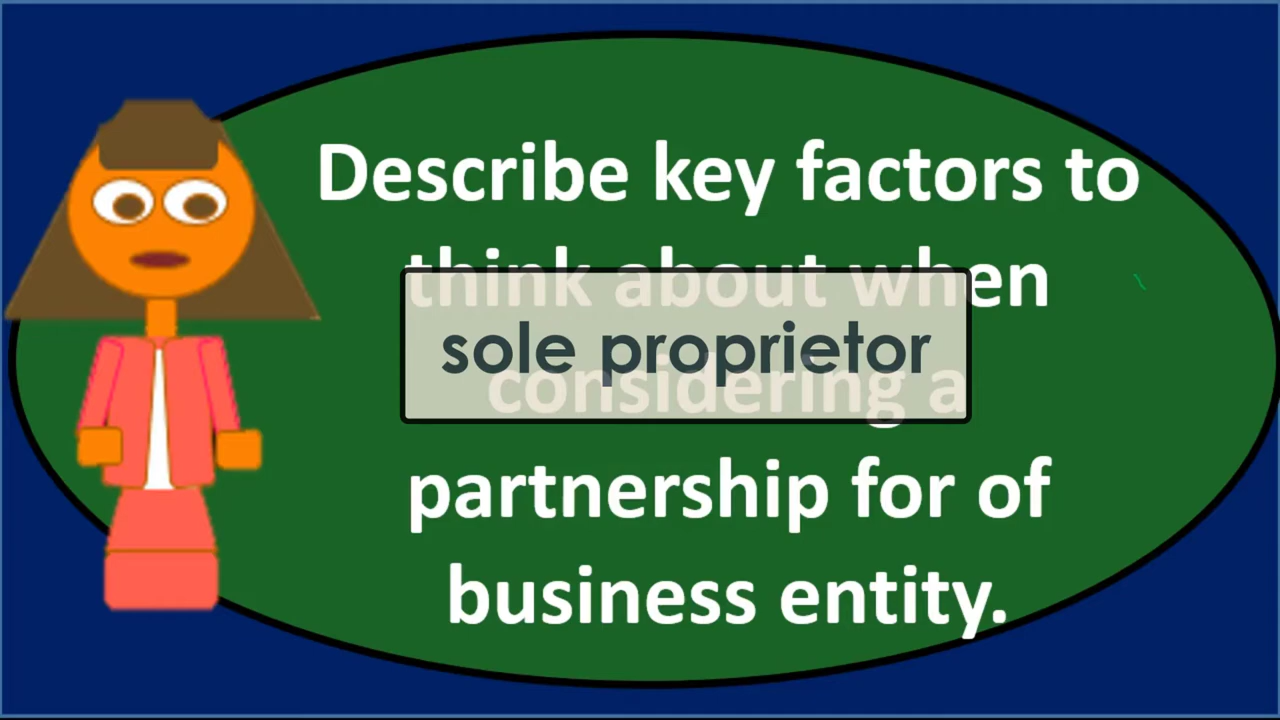 Describe key factors to
think about when
sole proprietor
considering a
partnership for of
business entity.